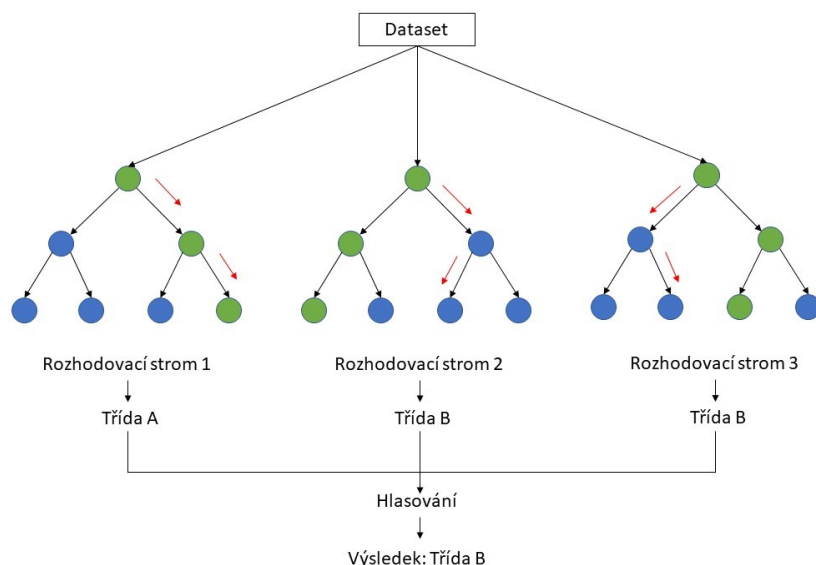 Dataset
Rozhodovací strom 1
Rozhodovací strom 2
Rozhodovací strom 3
Třída A
Třída B
Třída B
Hlasování
Výsledek: Třída B